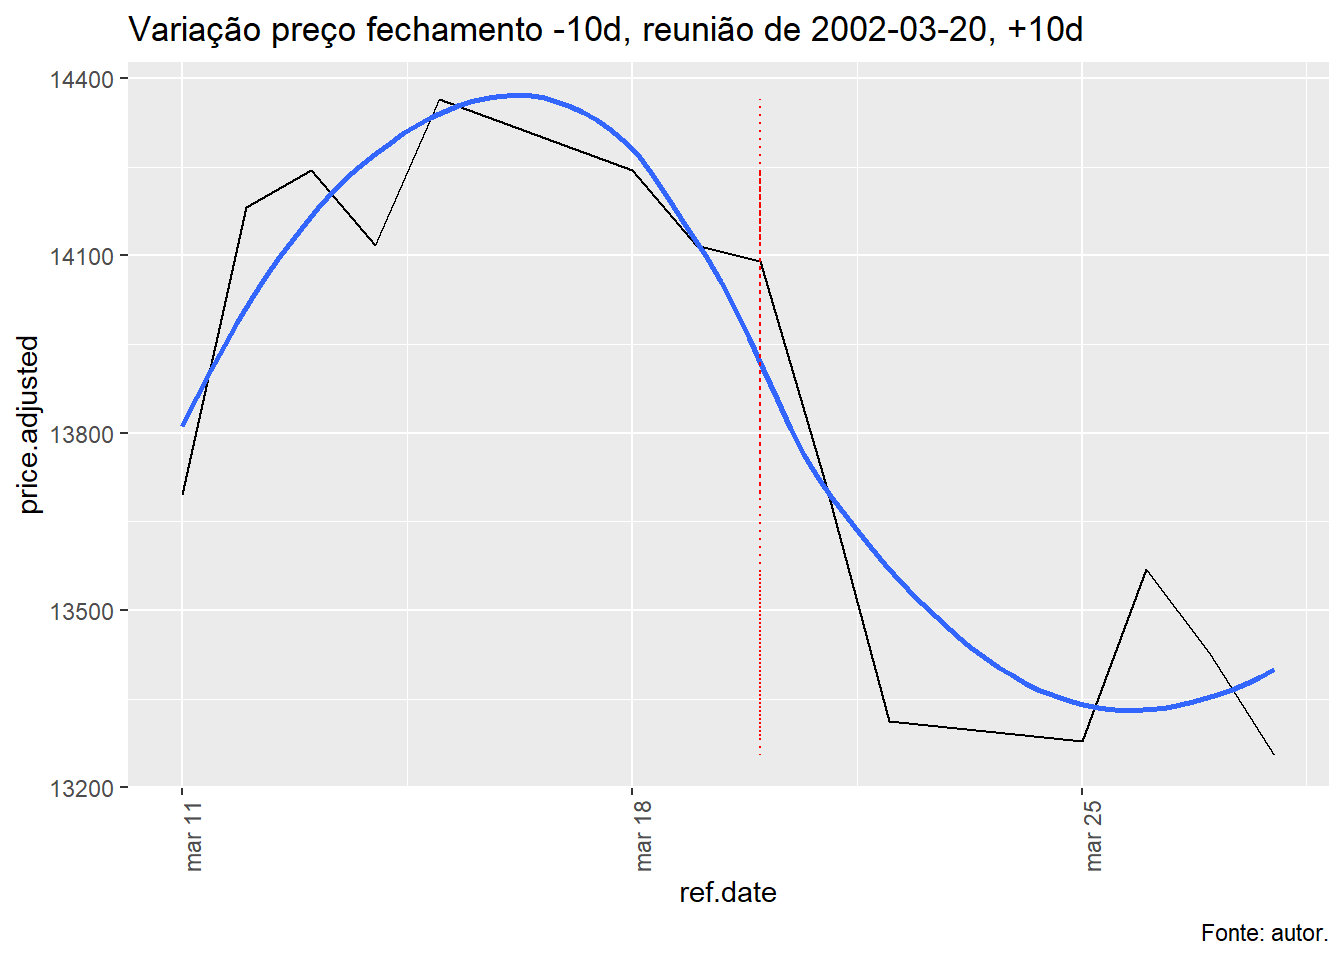 Variação preço fechamento -10d, reunião de 2002-03-20, +10d
14400
14100
13800
13500
13200
price.adjusted
mar 11
mar 18
mar 25
ref.date
Fonte: autor.